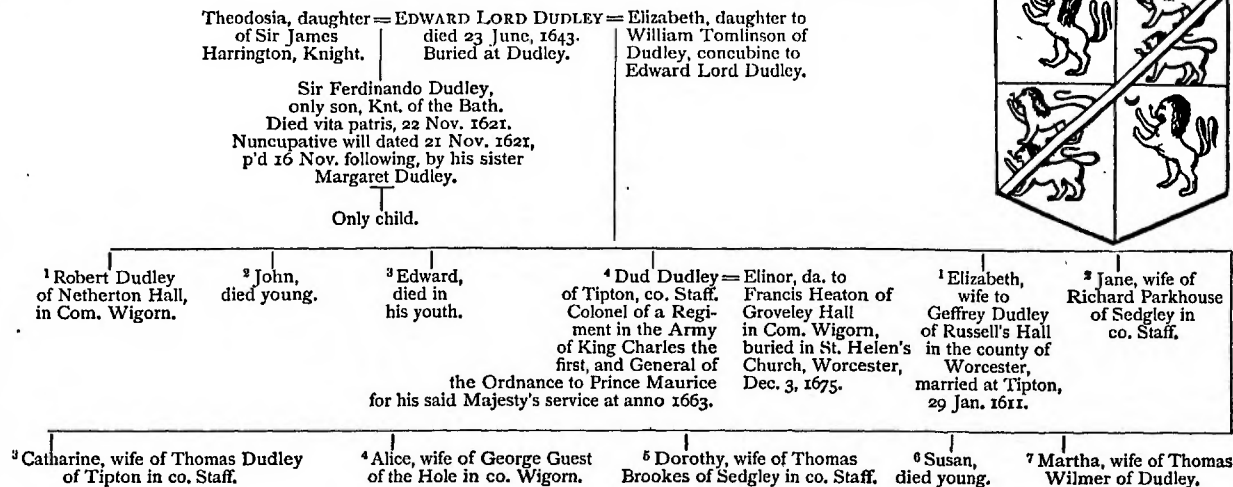 Theodosia, daughter = EDWARD LORD DUDLEY = Elizabeth, daughter to
of Sir James died 23 June, 1643. William Tomlinson of
Harrington, Knight. Buried at Dudley. Dudley, concubine to
Edward Lord Dudley.
Sir Ferdinando Dudley,
only son, Knt. of the Bath.
Died vita patris, 22 Nov. 1621.
Nuncupative will dated 21 Nov. 1621,
p'd 16 Nov. following, by his sister
Margaret Dudley.
Only child.
¹ Robert Dudley
of Netherton Hall,
in Com. Wigorn.
² John,
died young.
³ Edward,
died in
his youth.
⁴ Dud Dudley = Elinor, da. to
of Tipton, co. Staff. Francis Heaton of
Colonel of a Regi- Groveley Hall
ment in the Army in Com. Wigorn,
of King Charles the buried in St. Helen's
first, and General of Church, Worcester,
the Ordnance to Prince Maurice Dec. 3, 1675.
for his said Majesty's service at anno 1663.
¹ Elizabeth,
wife to
Geffrey Dudley
of Russell's Hall
in the county of
Worcester,
married at Tipton,
29 Jan. 1611.
² Jane, wife of
Richard Parkhouse
of Sedgley in
co. Staff.
³ Catharine, wife of Thomas Dudley
of Tipton in co. Staff.
⁴ Alice, wife of George Guest
of the Hole in co. Wigorn.
⁵ Dorothy, wife of Thomas
Brookes of Sedgley in co. Staff.
⁶ Susan,
died young.
⁷ Martha, wife of Thomas
Wilmer of Dudley.